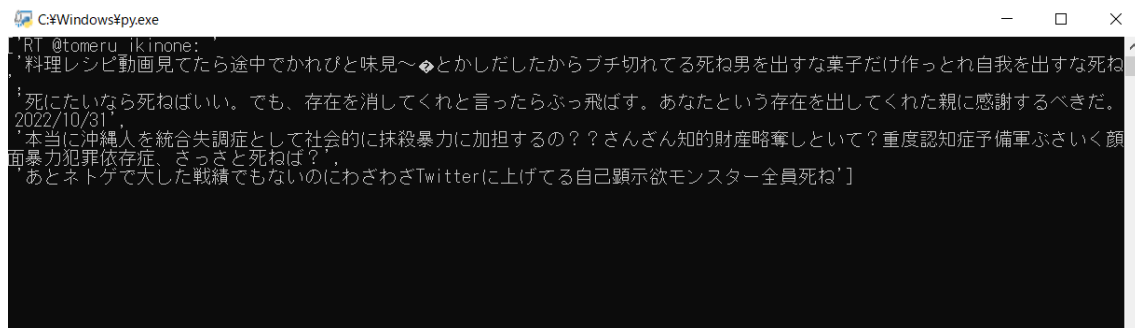 C:¥Windows¥py.exe
['RT @tomeru_ikinone: '
'料理レシピ動画見てたら途中でかれぴと味見～�とかしだしたからブチ切れてる死ね男を出すな菓子だけ作っとれ自我を出すな死ね
',
'死にたいなら死ねばいい。でも、存在を消してくれと言ったらぶっ飛ばす。あなたという存在を出してくれた親に感謝するべきだ。
2022/10/31',
'本当に沖縄人を統合失調症として社会的に抹殺暴力に加担するの？？さんざん知的財産略奪しといて？重度認知症予備軍ぶさいく顔
面暴力犯罪依存症、さっさと死ねば？',
'あとネトゲで大した戦績でもないのにわざわざTwitterに上げてる自己顕示欲モンスター全員死ね']